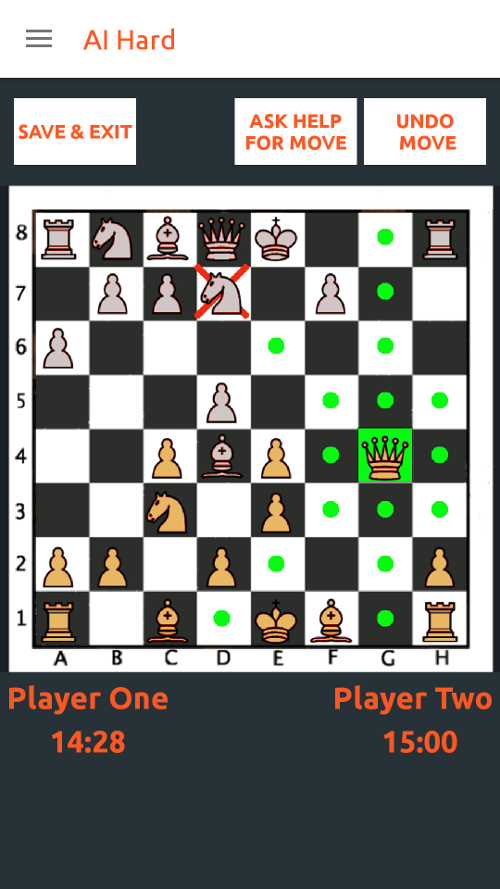 AI Hard
SAVE & EXIT
ASK HELP
FOR MOVE
UNDO
MOVE
8
7
6
5
4
3
2
1
A B C D E F G H
Player One
Player Two
14:28
15:00